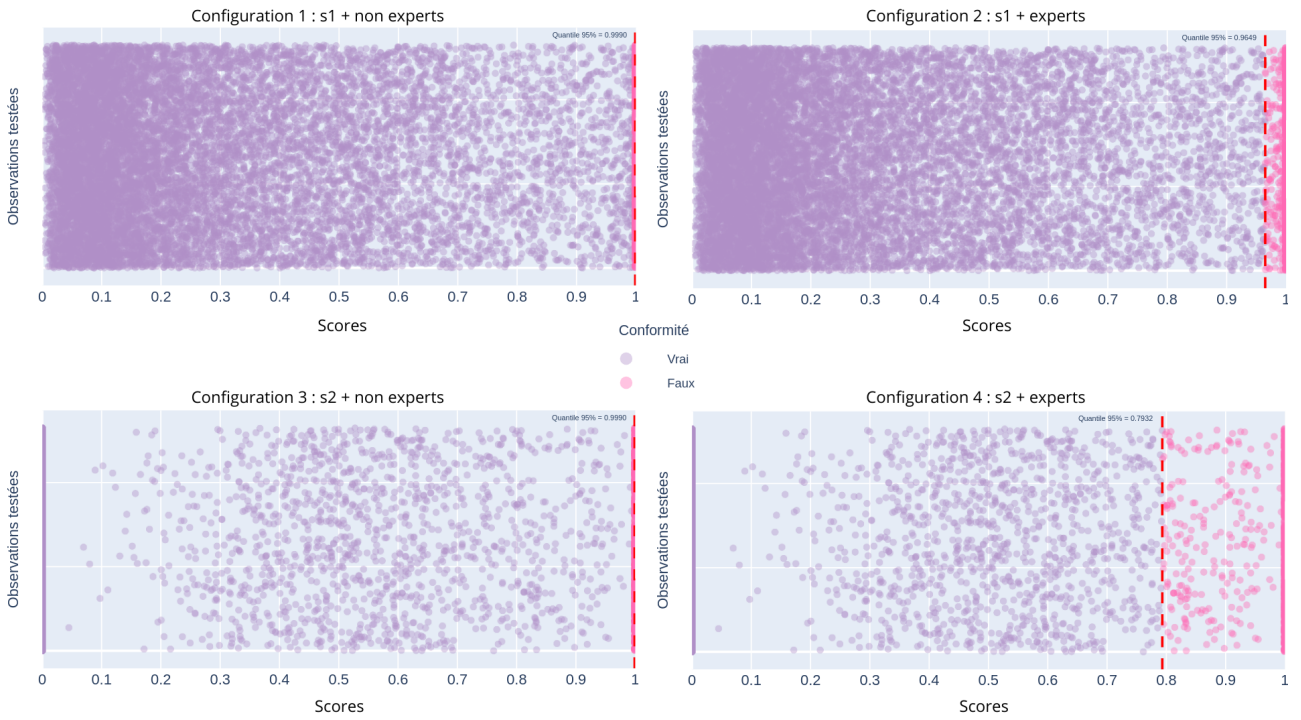 Configuration 1 : s1 + non experts
Quantile 95% = 0.9990
Observations testées
0 0.1 0.2 0.3 0.4 0.5 0.6 0.7 0.8 0.9 1
Scores
Configuration 2 : s1 + experts
Quantile 95% = 0.9649
Observations testées
0 0.1 0.2 0.3 0.4 0.5 0.6 0.7 0.8 0.9 1
Scores
Conformité
Vrai
Faux
Configuration 3 : s2 + non experts
Quantile 95% = 0.9990
Observations testées
0 0.1 0.2 0.3 0.4 0.5 0.6 0.7 0.8 0.9 1
Scores
Configuration 4 : s2 + experts
Quantile 95% = 0.7932
Observations testées
0 0.1 0.2 0.3 0.4 0.5 0.6 0.7 0.8 0.9 1
Scores